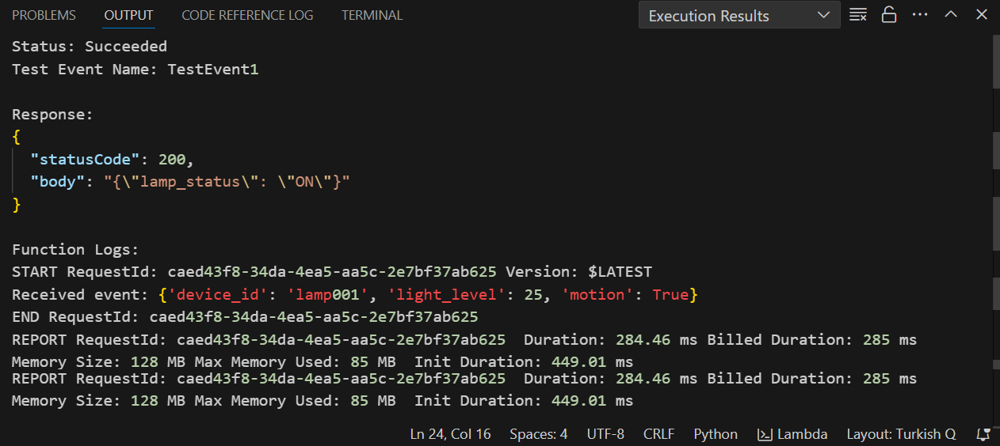 PROBLEMS OUTPUT CODE REFERENCE LOG TERMINAL Execution Results
Status: Succeeded
Test Event Name: TestEvent1
Response:
{
"statusCode": 200,
"body": "{\"lamp_status\": \"ON\"}"
}
Function Logs:
START RequestId: caed43f8-34da-4ea5-aa5c-2e7bf37ab625 Version: $LATEST
Received event: {'device_id': 'lamp001', 'light_level': 25, 'motion': True}
END RequestId: caed43f8-34da-4ea5-aa5c-2e7bf37ab625
REPORT RequestId: caed43f8-34da-4ea5-aa5c-2e7bf37ab625  Duration: 284.46 ms Billed Duration: 285 ms
Memory Size: 128 MB Max Memory Used: 85 MB  Init Duration: 449.01 ms
REPORT RequestId: caed43f8-34da-4ea5-aa5c-2e7bf37ab625  Duration: 284.46 ms Billed Duration: 285 ms
Memory Size: 128 MB Max Memory Used: 85 MB  Init Duration: 449.01 ms
Ln 24, Col 16 Spaces: 4 UTF-8 CRLF Python Lambda Layout: Turkish Q